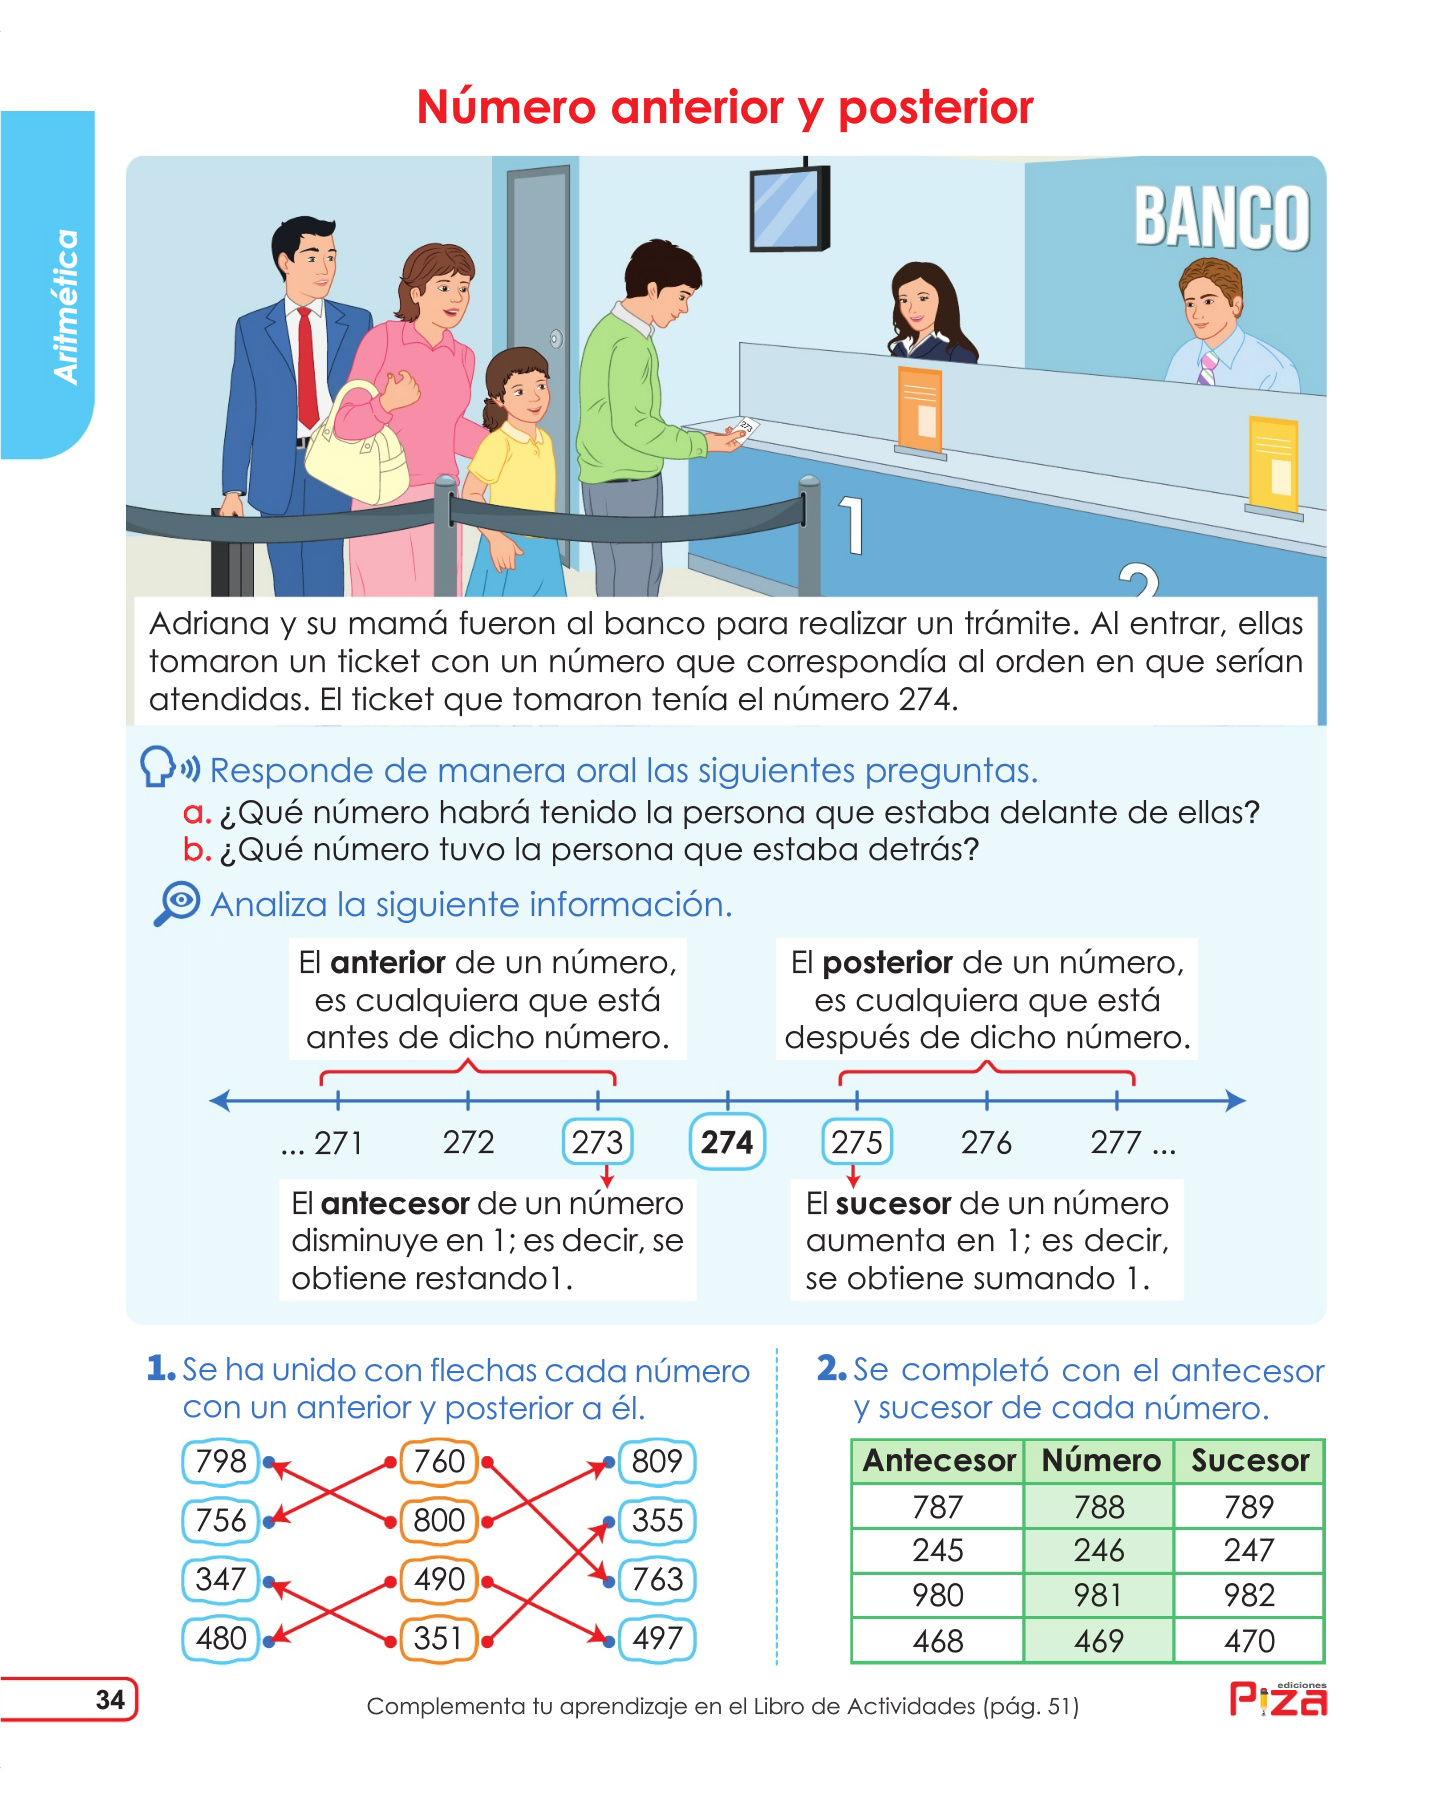 Número anterior y posterior
Aritmética
BANCO
273
1
2
Adriana y su mamá fueron al banco para realizar un trámite. Al entrar, ellas
tomaron un ticket con un número que correspondía al orden en que serían
atendidas. El ticket que tomaron tenía el número 274.
Responde de manera oral las siguientes preguntas.
a. ¿Qué número habrá tenido la persona que estaba delante de ellas?
b. ¿Qué número tuvo la persona que estaba detrás?
Analiza la siguiente información.
El anterior de un número,
es cualquiera que está
antes de dicho número.
El posterior de un número,
es cualquiera que está
después de dicho número.
... 271 272 273 274 275 276 277 ...
El antecesor de un número
disminuye en 1; es decir, se
obtiene restando1.
El sucesor de un número
aumenta en 1; es decir,
se obtiene sumando 1.
1. Se ha unido con flechas cada número
con un anterior y posterior a él.
798 760 809
756 800 355
347 490 763
480 351 497
2. Se completó con el antecesor
y sucesor de cada número.
Antecesor Número Sucesor
787 788 789
245 246 247
980 981 982
468 469 470
34
Complementa tu aprendizaje en el Libro de Actividades (pág. 51)
ediciones
Piza